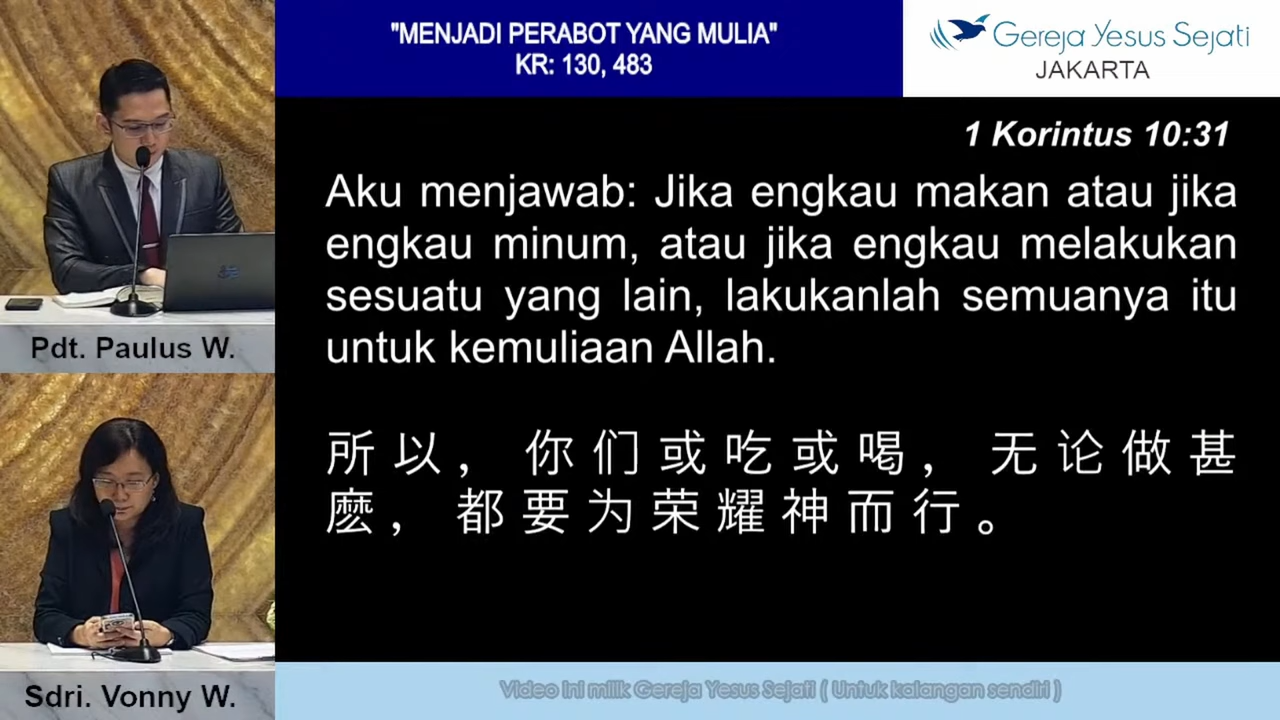 "MENJADI PERABOT YANG MULIA"
KR: 130, 483
Gereja Yesus Sejati
JAKARTA
1 Korintus 10:31
Aku menjawab: Jika engkau makan atau jika
engkau minum, atau jika engkau melakukan
sesuatu yang lain, lakukanlah semuanya itu
untuk kemuliaan Allah.
所以，你们或吃或喝，无论做甚
麽，都要为荣耀神而行。
Pdt. Paulus W.
Sdri. Vonny W.
Video ini milik Gereja Yesus Sejati ( Untuk kalangan sendiri )